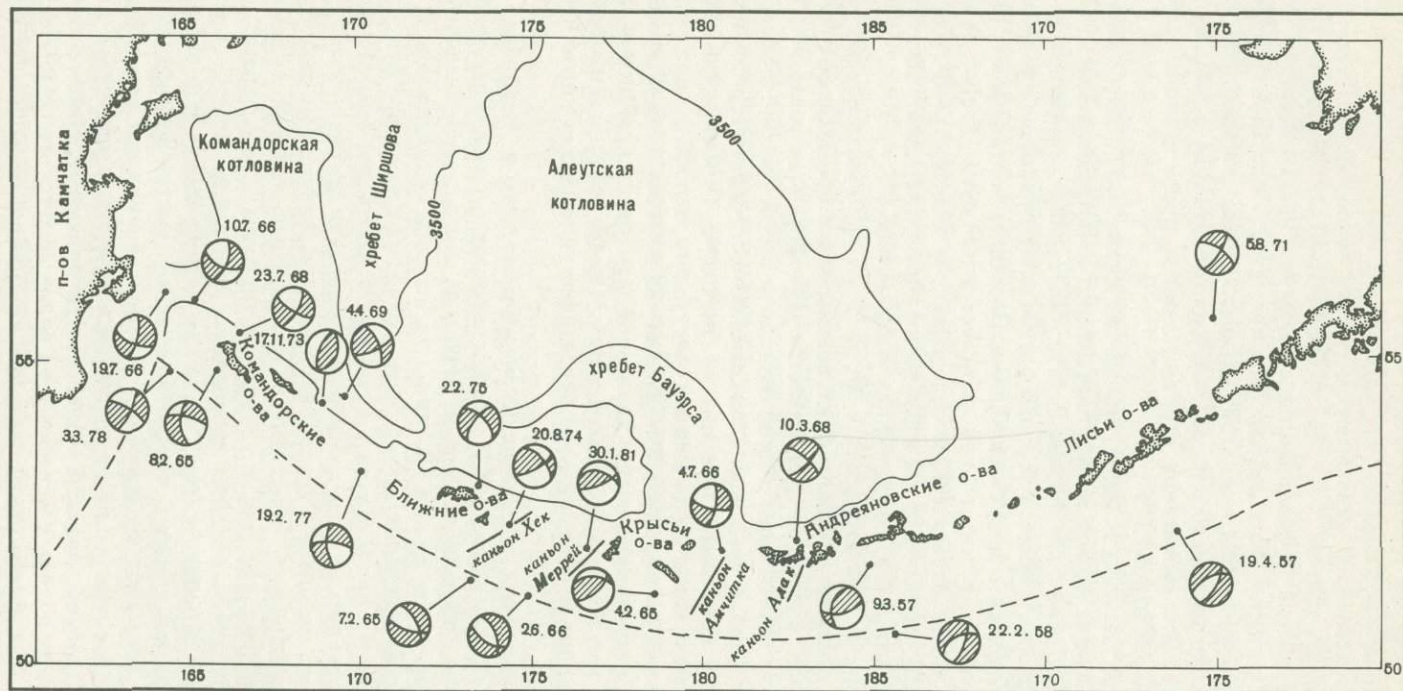 165 170 175 180 185 170 175
п-ов Камчатка
Командорская
котловина
хребет Ширшова
3500
Алеутская
котловина
3500
10.7. 66
23.7. 68
17.11.73
4.4. 69
5.8. 71
55
19.7. 66
3.3. 78
8.2. 65
Командорские
о-ва
2.2. 75
20.8.74
30.1.81
хребет Бауэрса
4.7. 66
10.3.68
55
Лисьи о-ва
Андреяновские о-ва
Ближние о-ва
Крысьи
о-ва
19.2. 77
каньон Хек
каньон
Меррей
каньон
Амчитка
каньон Адах
7.2. 65
2.6. 66
4.2. 65
9.3.57
22.2. 58
19.4. 57
50
50
165 170 175 180 185 170 175